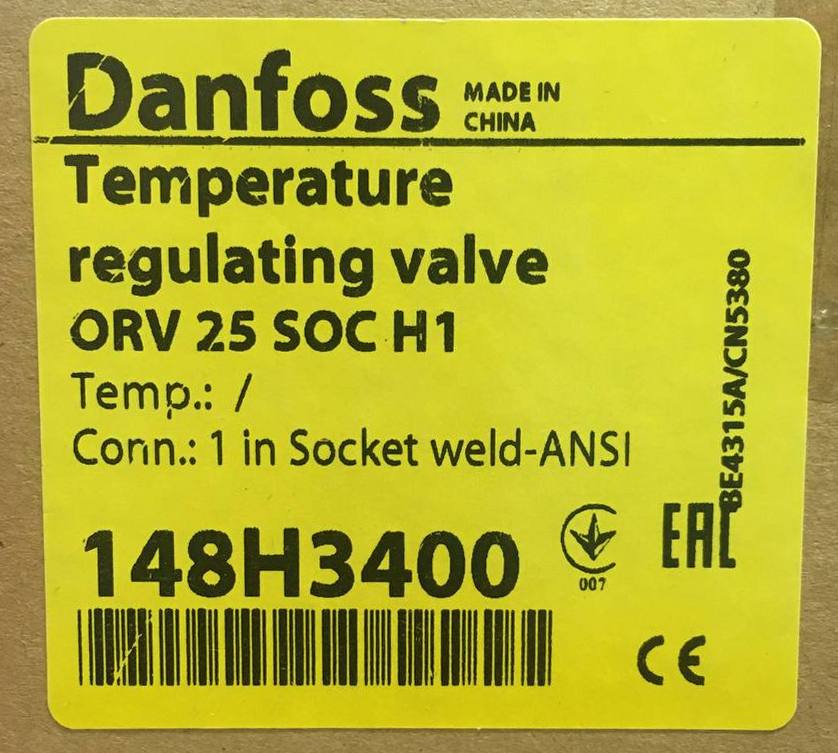 Danfoss
MADE IN
CHINA
Temperature
regulating valve
ORV 25 SOC H1
Temp.: /
Conn.: 1 in Socket weld-ANSI
BE4315A/CN5380
148H3400
007
EAC
CE